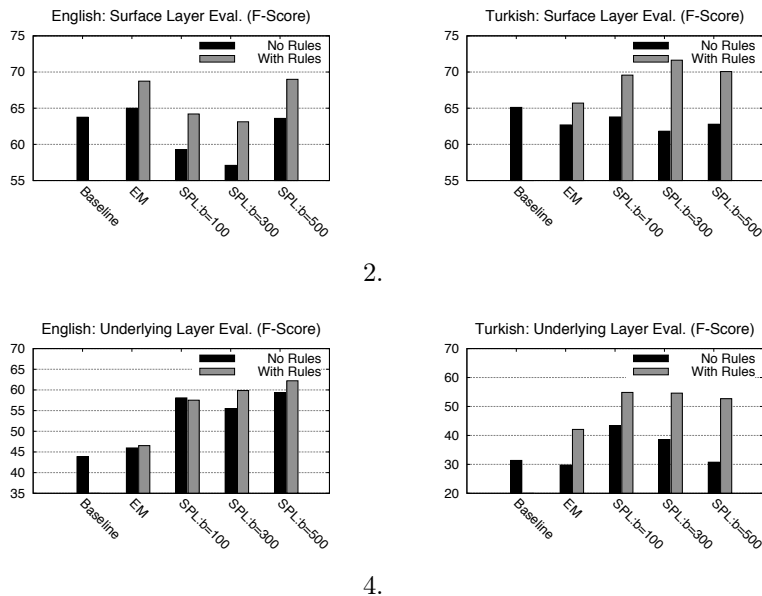 English: Surface Layer Eval. (F-Score)
75
70
65
60
55
No Rules
With Rules
Baseline
EM
SPL:b=100
SPL:b=300
SPL:b=500
Turkish: Surface Layer Eval. (F-Score)
75
70
65
60
55
No Rules
With Rules
Baseline
EM
SPL:b=100
SPL:b=300
SPL:b=500
2.
English: Underlying Layer Eval. (F-Score)
70
65
60
55
50
45
40
35
No Rules
With Rules
Baseline
EM
SPL:b=100
SPL:b=300
SPL:b=500
Turkish: Underlying Layer Eval. (F-Score)
70
60
50
40
30
20
No Rules
With Rules
Baseline
EM
SPL:b=100
SPL:b=300
SPL:b=500
4.